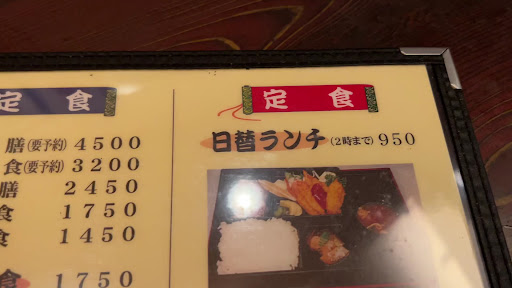 定食
膳(要予約)4500
食(要予約)3200
膳 2450
食 1750
食 1450
食 1750
定食
日替ランチ(2時まで)950